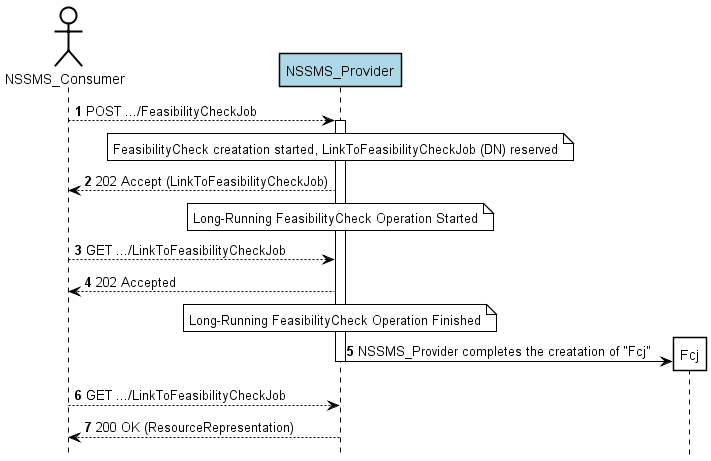 NSSMS_Consumer
NSSMS_Provider
1 POST .../FeasibilityCheckJob
FeasibilityCheck creatation started, LinkToFeasibilityCheckJob (DN) reserved
2 202 Accept (LinkToFeasibilityCheckJob)
Long-Running FeasibilityCheck Operation Started
3 GET .../LinkToFeasibilityCheckJob
4 202 Accepted
Long-Running FeasibilityCheck Operation Finished
5 NSSMS_Provider completes the creatation of "Fcj"
Fcj
6 GET .../LinkToFeasibilityCheckJob
7 200 OK (ResourceRepresentation)